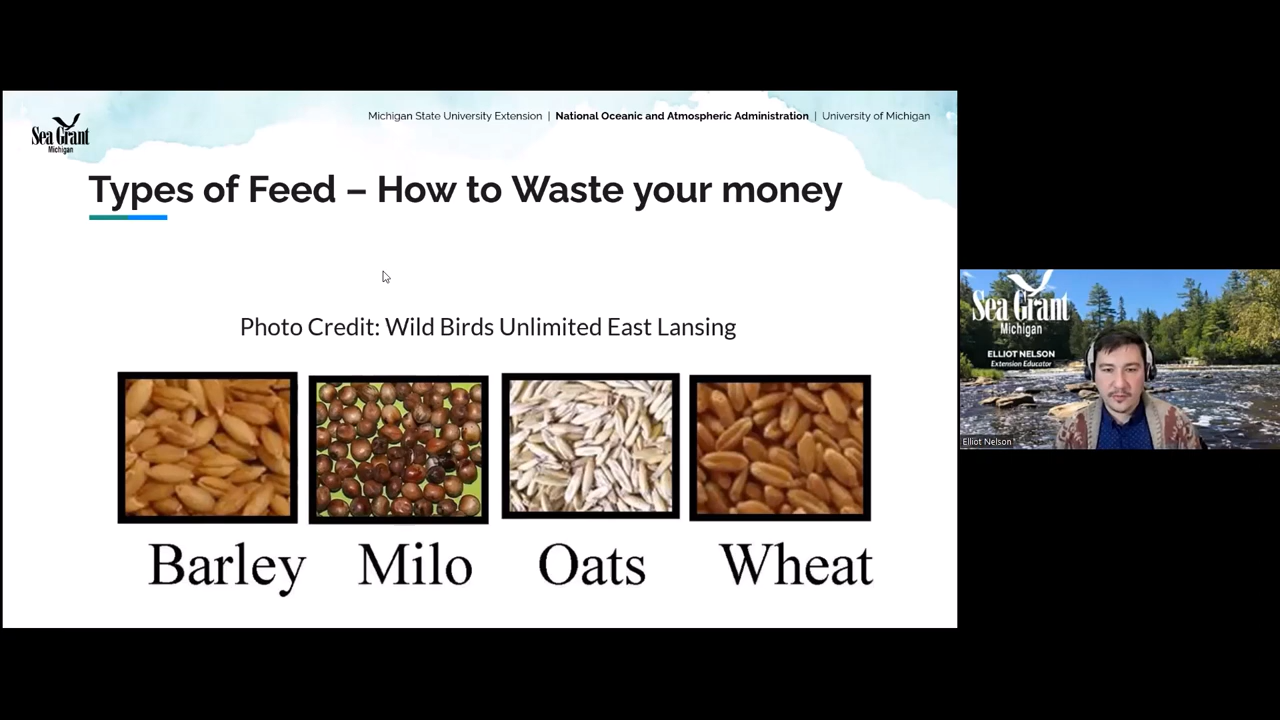 Michigan State University Extension | National Oceanic and Atmospheric Administration | University of Michigan
Sea Grant
Michigan
Types of Feed – How to Waste your money
Photo Credit: Wild Birds Unlimited East Lansing
Barley Milo Oats Wheat
Sea Grant
Michigan
ELLIOT NELSON
Extension Educator
Elliot Nelson